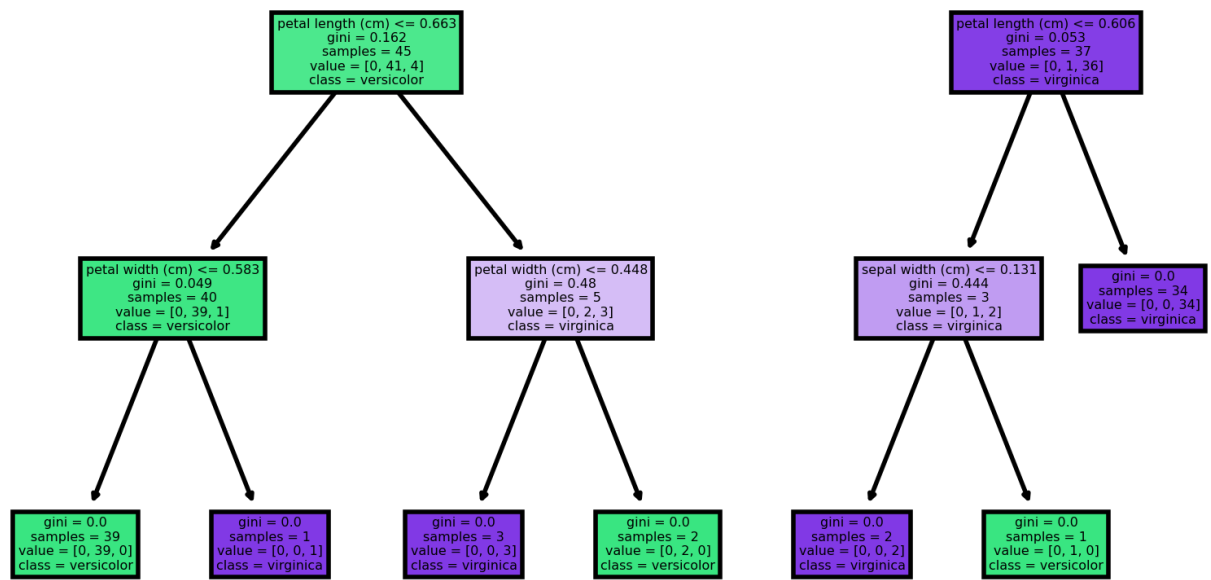 petal length (cm) <= 0.663
gini = 0.162
samples = 45
value = [0, 41, 4]
class = versicolor
petal length (cm) <= 0.606
gini = 0.053
samples = 37
value = [0, 1, 36]
class = virginica
petal width (cm) <= 0.583
gini = 0.049
samples = 40
value = [0, 39, 1]
class = versicolor
petal width (cm) <= 0.448
gini = 0.48
samples = 5
value = [0, 2, 3]
class = virginica
sepal width (cm) <= 0.131
gini = 0.444
samples = 3
value = [0, 1, 2]
class = virginica
gini = 0.0
samples = 34
value = [0, 0, 34]
class = virginica
gini = 0.0
samples = 39
value = [0, 39, 0]
class = versicolor
gini = 0.0
samples = 1
value = [0, 0, 1]
class = virginica
gini = 0.0
samples = 3
value = [0, 0, 3]
class = virginica
gini = 0.0
samples = 2
value = [0, 2, 0]
class = versicolor
gini = 0.0
samples = 2
value = [0, 0, 2]
class = virginica
gini = 0.0
samples = 1
value = [0, 1, 0]
class = versicolor